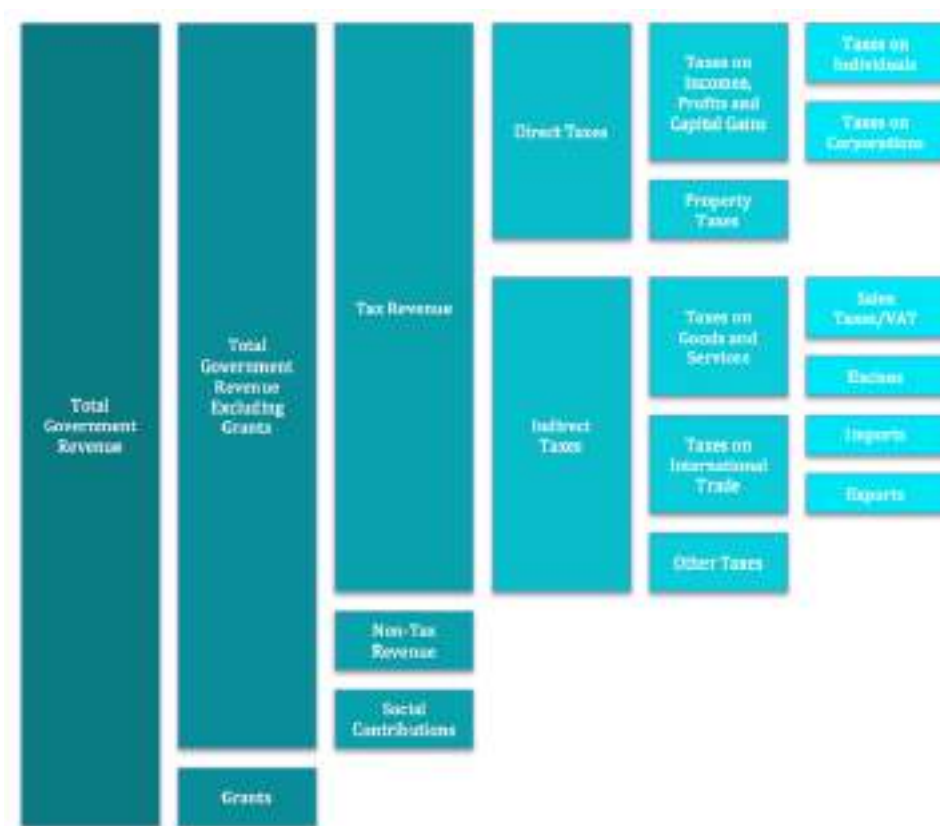 Total
Government
Revenue
Total
Government
Revenue
Excluding
Grants
Grants
Tax Revenue
Non-Tax
Revenue
Social
Contributions
Direct Taxes
Indirect
Taxes
Taxes on
Incomes,
Profits and
Capital Gains
Property
Taxes
Taxes on
Goods and
Services
Taxes on
International
Trade
Other Taxes
Taxes on
Individuals
Taxes on
Corporations
Sales
Taxes/VAT
Excises
Imports
Exports